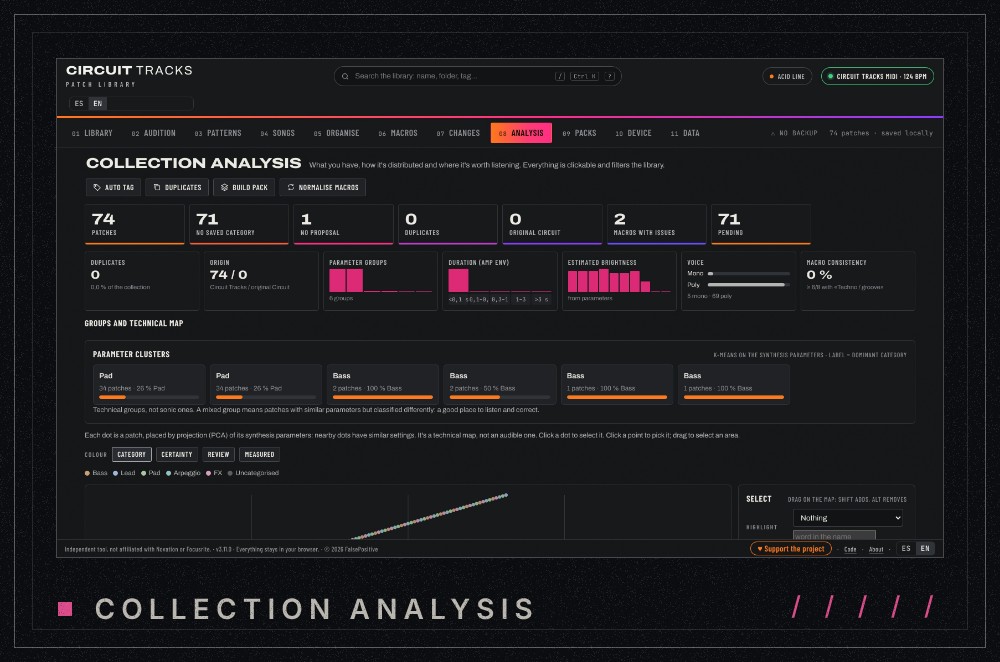 CIRCUIT TRACKS
PATCH LIBRARY
Search the library: name, folder, tag...
/ Ctrl K ?
ACID LINE
CIRCUIT TRACKS MIDI · 124 BPM
ES EN
01 LIBRARY 02 AUDITION 03 PATTERNS 04 SONGS 05 ORGANISE 06 MACROS 07 CHANGES 08 ANALYSIS 09 PACKS 10 DEVICE 11 DATA
⚠ NO BACKUP 74 patches · saved locally
COLLECTION ANALYSIS What you have, how it's distributed and where it's worth listening. Everything is clickable and filters the library.
AUTO TAG DUPLICATES BUILD PACK NORMALISE MACROS
74 71 1 0 0 2 71
PATCHES NO SAVED CATEGORY NO PROPOSAL DUPLICATES ORIGINAL CIRCUIT MACROS WITH ISSUES PENDING
DUPLICATES
0
0,0 % of the collection
ORIGIN
74 / 0
Circuit Tracks / original Circuit
PARAMETER GROUPS
6 groups
DURATION (AMP ENV)
1–3 >3 s
ESTIMATED BRIGHTNESS
from parameters
VOICE
Mono
Poly
5 mono · 69 poly
MACRO CONSISTENCY
0 %
GROUPS AND TECHNICAL MAP
PARAMETER CLUSTERS
K-MEANS ON THE SYNTHESIS PARAMETERS · LABEL = DOMINANT CATEGORY
Pad Pad Bass Bass Bass Bass
34 patches · 26 % Pad 34 patches · 26 % Pad 2 patches · 100 % Bass 2 patches · 50 % Bass 1 patches · 100 % Bass 1 patches · 100 % Bass
Technical groups, not sonic ones. A mixed group means patches with similar parameters but classified differently: a good place to listen and correct.
Each dot is a patch, placed by projection (PCA) of its synthesis parameters: nearby dots have similar settings. It's a technical map, not an audible one. Click a dot to select it. Click a point to pick it; drag to select an area.
COLOUR CATEGORY CERTAINTY REVIEW MEASURED
Bass Lead Pad Arpeggio FX Uncategorised
SELECT DRAG ON THE MAP; SHIFT ADDS, ALT REMOVES
Nothing
HIGHLIGHT
word in the name
Independent tool, not affiliated with Novation or Focusrite. · v3.11.0 · Everything stays in your browser. · © 2026 FalsePositive
♥ Support the project · Code · About · ES EN
COLLECTION ANALYSIS / / / / /